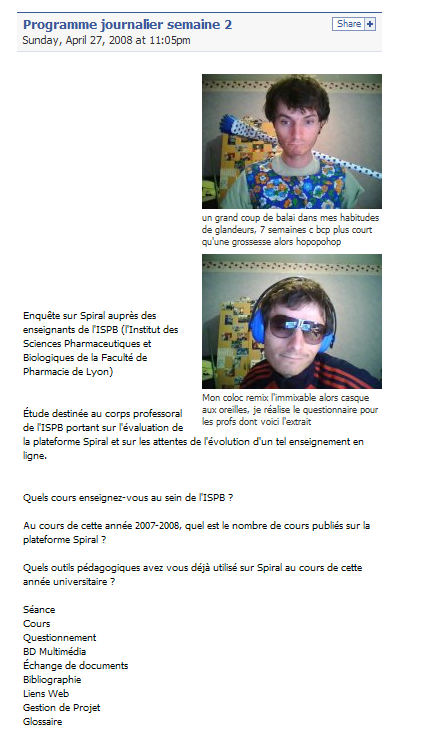 Programme journalier semaine 2
Share +
Sunday, April 27, 2008 at 11:05pm
un grand coup de balai dans mes habitudes
de glandeurs, 7 semaines c bcp plus court
qu'une grossesse alors hopopohop
Enquête sur Spiral auprès des
enseignants de l'ISPB (l'Institut des
Sciences Pharmaceutiques et
Biologiques de la Faculté de
Pharmacie de Lyon)
Mon coloc remix l'immixable alors casque
aux oreilles, je réalise le questionnaire pour
les profs dont voici l'extrait
Étude destinée au corps professoral
de l'ISPB portant sur l'évaluation de
la plateforme Spiral et sur les attentes de l'évolution d'un tel enseignement en
ligne.
Quels cours enseignez-vous au sein de l'ISPB ?
Au cours de cette année 2007-2008, quel est le nombre de cours publiés sur la
plateforme Spiral ?
Quels outils pédagogiques avez vous déjà utilisé sur Spiral au cours de cette
année universitaire ?
Séance
Cours
Questionnement
BD Multimédia
Échange de documents
Bibliographie
Liens Web
Gestion de Projet
Glossaire